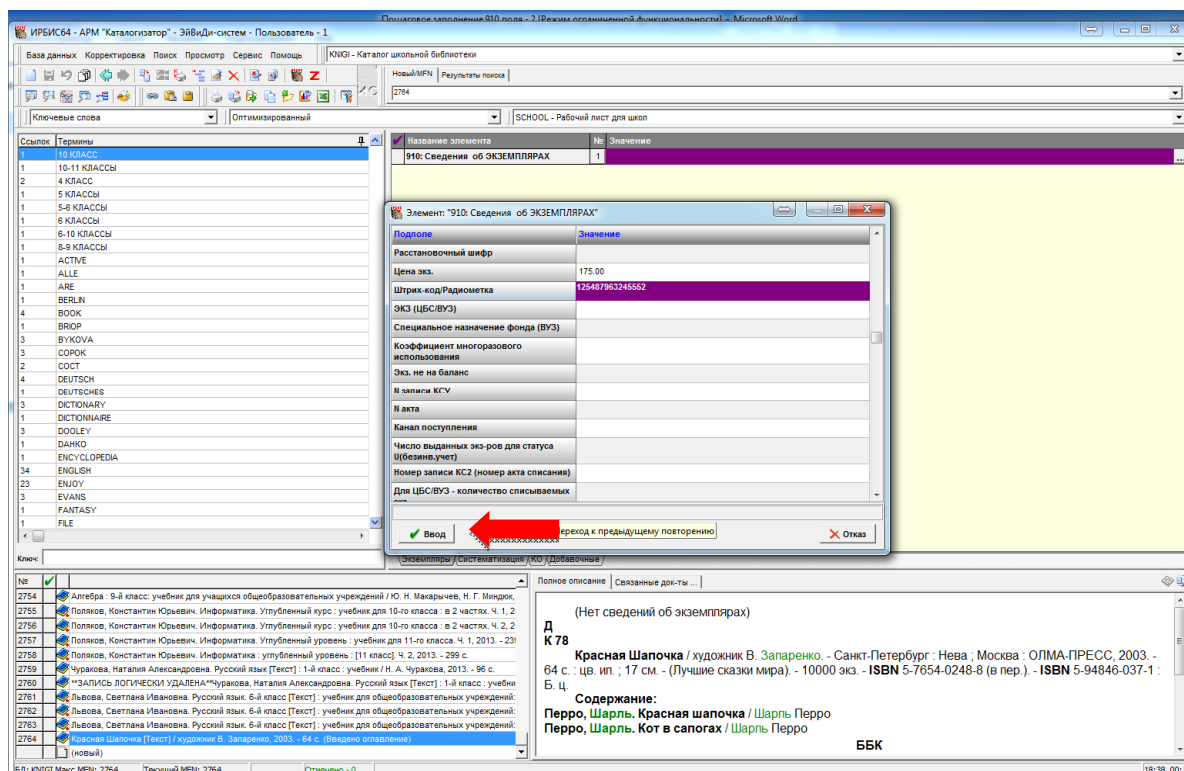 Пошаговое заполнение 910 поля - 2 [Режим ограниченной функциональности] - Microsoft Word
ИРБИС64 - АРМ "Каталогизатор" - ЭйВиДи-систем - Пользователь - 1
База данных Корректировка Поиск Просмотр Сервис Помощь
KNIGI - Каталог школьной библиотеки
Новый/MFN Результаты поиска
2764
Ключевые слова
Оптимизированный
SCHOOL - Рабочий лист для школ
Ссылок Термины
1 10 КЛАСС
1 10-11 КЛАССЫ
2 4 КЛАСС
1 5 КЛАССЫ
1 5-6 КЛАССЫ
1 6 КЛАССЫ
1 6-10 КЛАССЫ
1 8-9 КЛАССЫ
1 ACTIVE
1 ALLE
1 ARE
1 BERLIN
4 BOOK
1 BRIOP
3 BYKOVA
3 COPOK
2 COCT
4 DEUTSCH
1 DEUTSCHES
3 DICTIONARY
1 DICTIONNAIRE
3 DOOLEY
1 DAHKO
1 ENCYCLOPEDIA
34 ENGLISH
23 ENJOY
3 EVANS
1 FANTASY
1 FILE
Ключ:
Название элемента № Значение
910: Сведения об ЭКЗЕМПЛЯРАХ 1 ...
Элемент: "910: Сведения об ЭКЗЕМПЛЯРАХ"
Подполе Значение
Расстановочный шифр
Цена экз. 175.00
Штрих-код/Радиометка 125487963245552
ЭКЗ (ЦБС/ВУЗ)
Специальное назначение фонда (ВУЗ)
Коэффициент многоразового
использования
Экз. не на баланс
N записи КСУ
N акта
Канал поступления
Число выданных экз-ров для статуса
U(безинв.учет)
Номер записи КС2 (номер акта списания)
Для ЦБС/ВУЗ - количество списываемых
Ввод
переход к предыдущему повторению
Отказ
Экземпляры Систематизация КО Добавочные
№
2754 Алгебра : 9-й класс: учебник для учащихся общеобразовательных учреждений / Ю. Н. Макарычев, Н. Г. Миндюк,
2755 Поляков, Константин Юрьевич. Информатика. Углубленный курс : учебник для 10-го класса : в 2 частях. Ч. 1, 2
2756 Поляков, Константин Юрьевич. Информатика. Углубленный курс : учебник для 10-го класса : в 2 частях. Ч. 2, 2
2757 Поляков, Константин Юрьевич. Информатика. Углубленный уровень : учебник для 11-го класса. Ч. 1, 2013. - 239
2758 Поляков, Константин Юрьевич. Информатика : углубленный уровень : [11 класс]. Ч. 2, 2013. - 299 с.
2759 Чуракова, Наталия Александровна. Русский язык [Текст] : 1-й класс : учебник / Н. А. Чуракова, 2013. - 96 с.
2760 **ЗАПИСЬ ЛОГИЧЕСКИ УДАЛЕНА**Чуракова, Наталия Александровна. Русский язык [Текст] : 1-й класс : учебни
2761 Львова, Светлана Ивановна. Русский язык. 6-й класс [Текст] : учебник для общеобразовательных учреждений:
2762 Львова, Светлана Ивановна. Русский язык. 6-й класс [Текст] : учебник для общеобразовательных учреждений:
2763 Львова, Светлана Ивановна. Русский язык. 6-й класс [Текст] : учебник для общеобразовательных учреждений:
2764 Красная Шапочка [Текст] / художник В. Запаренко, 2003. - 64 с. (Введено оглавление)
(новый)
Полное описание Связанные док-ты ...
(Нет сведений об экземплярах)
Д
К 78
Красная Шапочка / художник В. Запаренко. - Санкт-Петербург : Нева ; Москва : ОЛМА-ПРЕСС, 2003. -
64 с. : цв. ил. ; 17 см. - (Лучшие сказки мира). - 10000 экз. - ISBN 5-7654-0248-8 (в пер.). - ISBN 5-94846-037-1 :
Б. ц.
Содержание:
Перро, Шарль. Красная шапочка / Шарль Перро
Перро, Шарль. Кот в сапогах / Шарль Перро
ББК
БД: KNIGI Макс MFN: 2764 Текущий MFN: 2764 Отмечено - 0